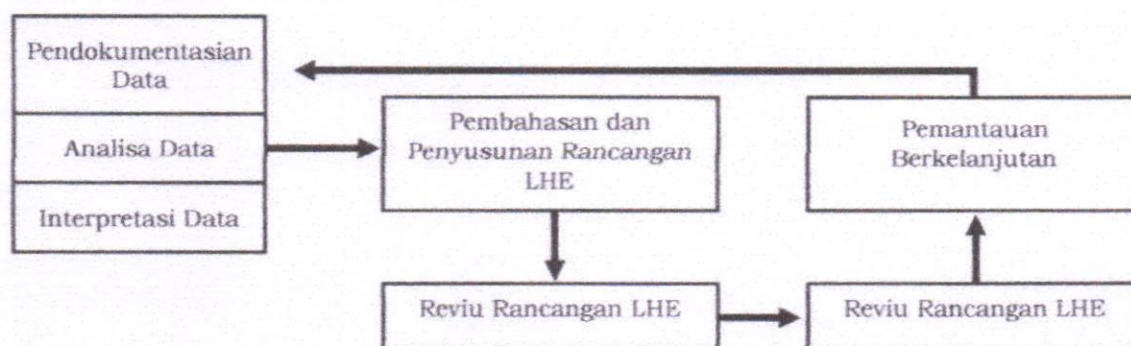 Pendokumentasian
Data
Analisa Data
Interpretasi Data
Pembahasan dan
Penyusunan Rancangan
LHE
Reviu Rancangan LHE
Reviu Rancangan LHE
Pemantauan
Berkelanjutan